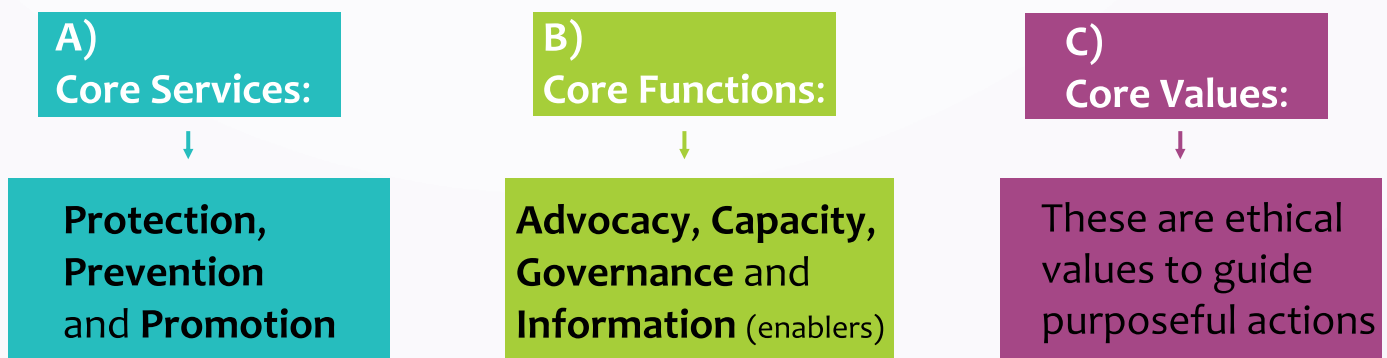 A)
Core Services:
Protection,
Prevention
and Promotion
B)
Core Functions:
Advocacy, Capacity,
Governance and
Information (enablers)
C)
Core Values:
These are ethical
values to guide
purposeful actions